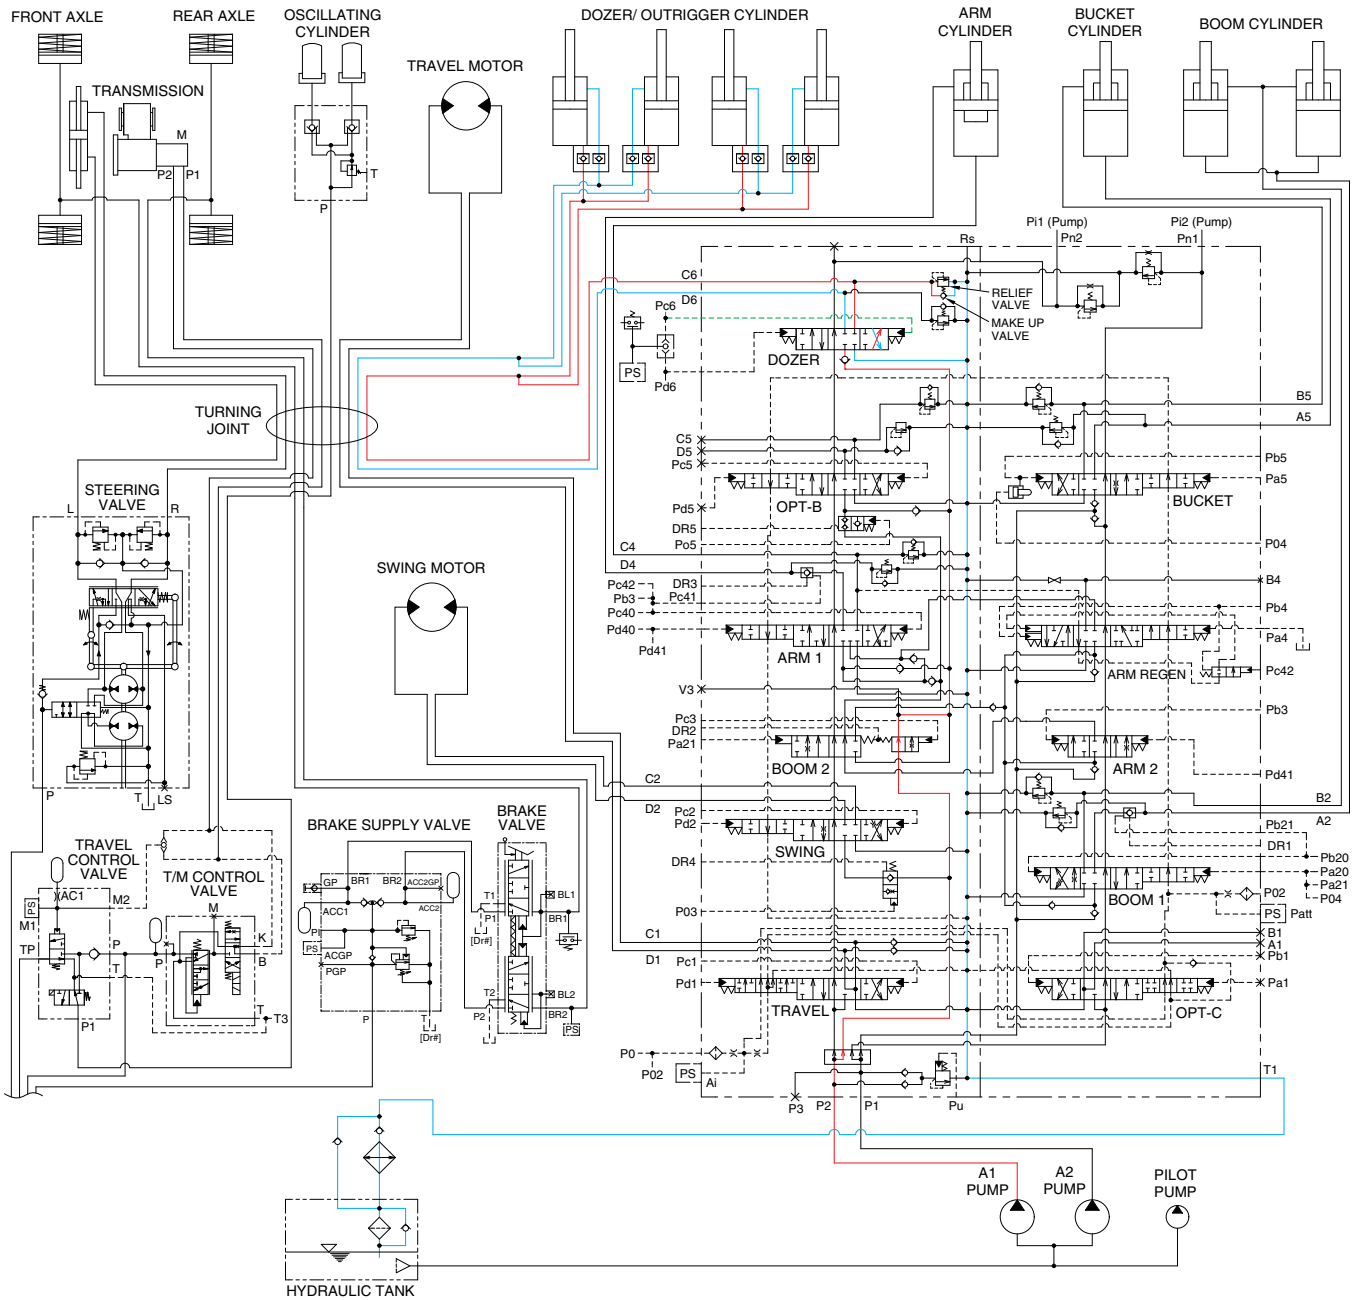 FRONT AXLE
REAR AXLE
OSCILLATING
CYLINDER
DOZER/ OUTRIGGER CYLINDER
ARM
CYLINDER
BUCKET
CYLINDER
BOOM CYLINDER
TRAVEL MOTOR
TRANSMISSION
M
P2 P1
T
P
Pi1 (Pump)
Pn2
Pi2 (Pump)
Pn1
Rs
C6
D6
RELIEF
VALVE
MAKE UP
VALVE
Pc6
PS
Pd6
DOZER
TURNING
JOINT
B5
A5
C5
D5
Pc5
Pb5
Pa5
Pd5
OPT-B
BUCKET
STEERING
VALVE
L
R
DR5
Po5
P04
C4
D4
SWING MOTOR
DR3
Pc42
Pc41
Pb3
Pc40
Pd40
Pd41
B4
Pb4
Pa4
ARM 1
ARM REGEN
Pc42
V3
Pc3
DR2
Pa21
Pb3
BOOM 2
ARM 2
Pd41
C2
D2
P
T
LS
Pc2
Pd2
SWING
B2
A2
Pb21
DR1
DR4
P03
BOOM 1
Pb20
Pa20
Pa21
P04
P02
PS
Patt
BRAKE SUPPLY VALVE
BRAKE
VALVE
TRAVEL
CONTROL
VALVE
T/M CONTROL
VALVE
AC1
M2
PS
M1
TP
P
T
P1
M
P
K
B
T
T3
GP
BR1
BR2
ACC2GP
ACC1
ACC2
PI
PS
ACGP
PGP
P
T
[Dr#]
T1
P1
[Dr#]
BL1
BR1
T2
P2
BL2
BR2
PS
C1
D1
Pc1
Pd1
TRAVEL
B1
A1
Pb1
Pa1
OPT-C
P0
P02
PS
Ai
P3
P2
P1
Pu
T1
A1
PUMP
A2
PUMP
PILOT
PUMP
HYDRAULIC TANK